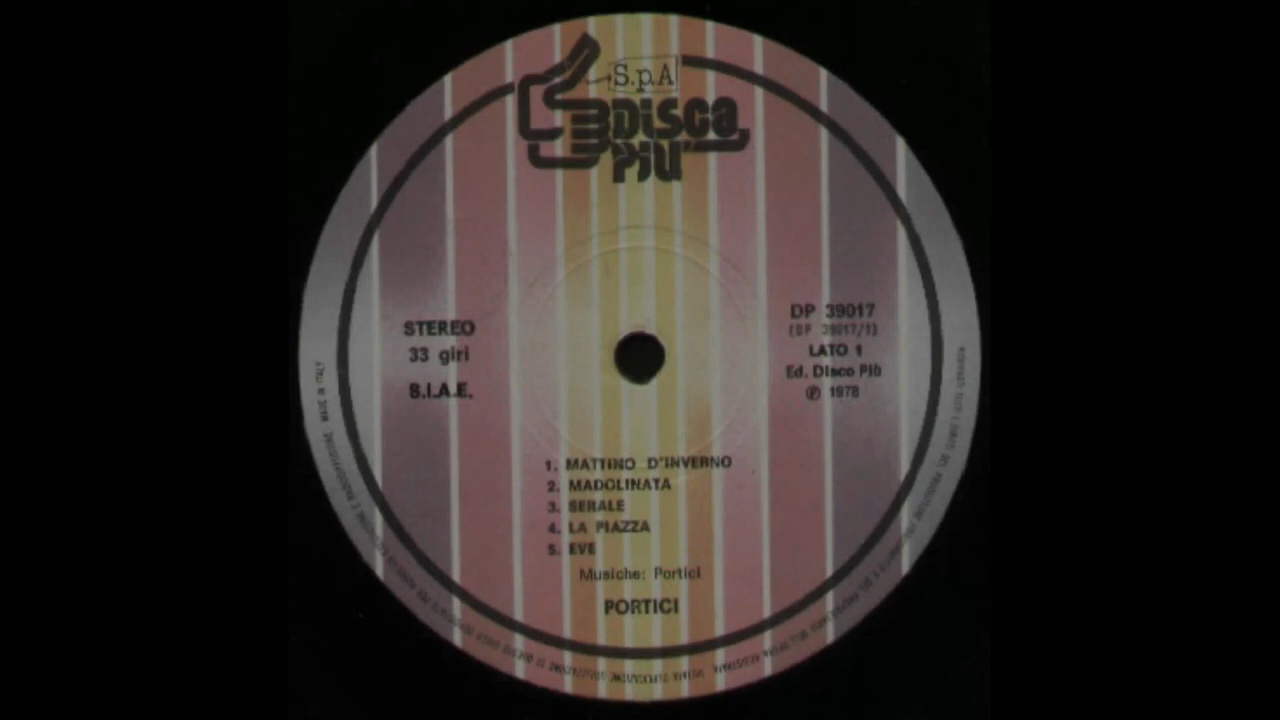 S.p.A
Disco
Più
STEREO
33 giri
S.I.A.E.
DP 39017
(DP 39017/1)
LATO 1
Ed. Disco Più
Ⓟ 1978
1. MATTINO D'INVERNO
2. MADOLINATA
3. SERALE
4. LA PIAZZA
5. EVE
Musiche: Portici
PORTICI